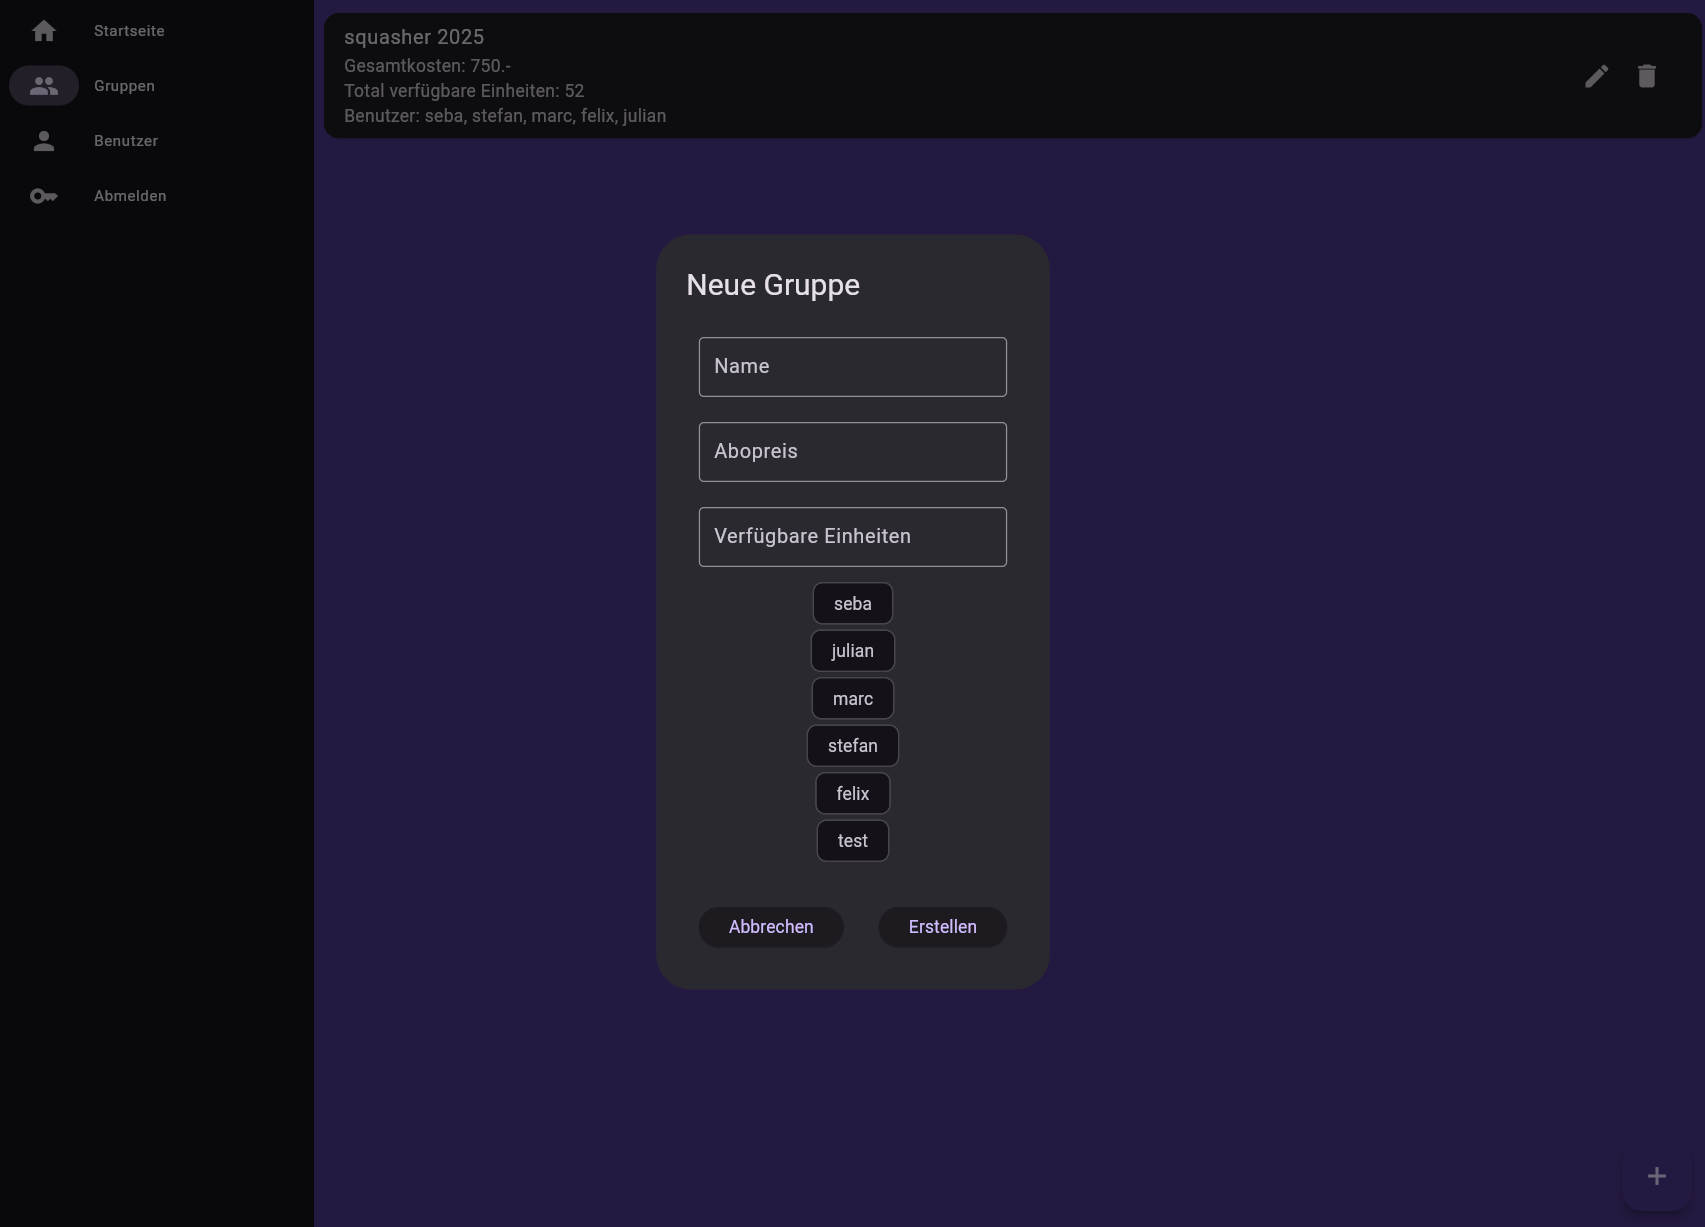 Startseite
Gruppen
Benutzer
Abmelden
squasher 2025
Gesamtkosten: 750.-
Total verfügbare Einheiten: 52
Benutzer: seba, stefan, marc, felix, julian
Neue Gruppe
Name
Abopreis
Verfügbare Einheiten
seba
julian
marc
stefan
felix
test
Abbrechen
Erstellen